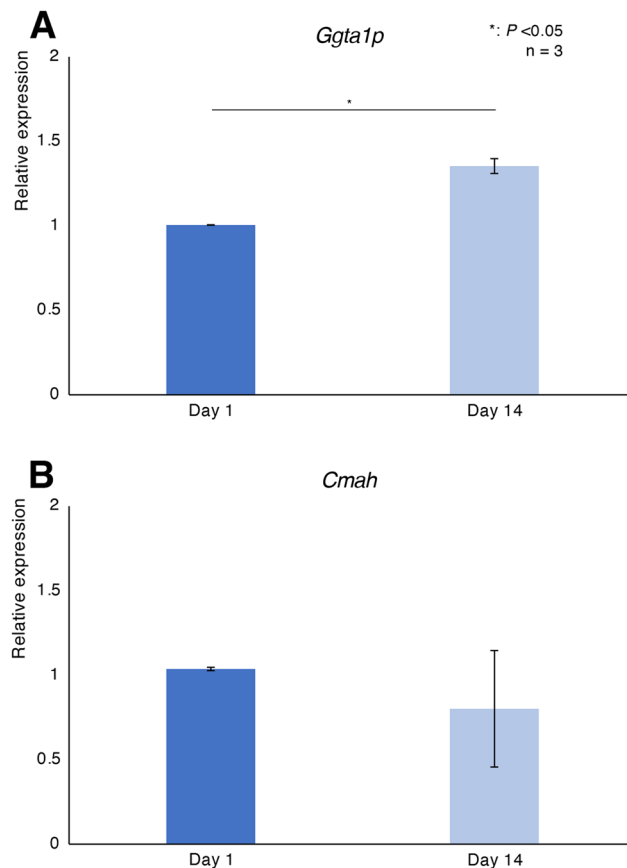 A
Ggta1p
*: P <0.05
n = 3
Relative expression
2
1.5
*
1
0.5
0
Day 1 Day 14
B
Cmah
Relative expression
2
1.5
1
0.5
0
Day 1 Day 14